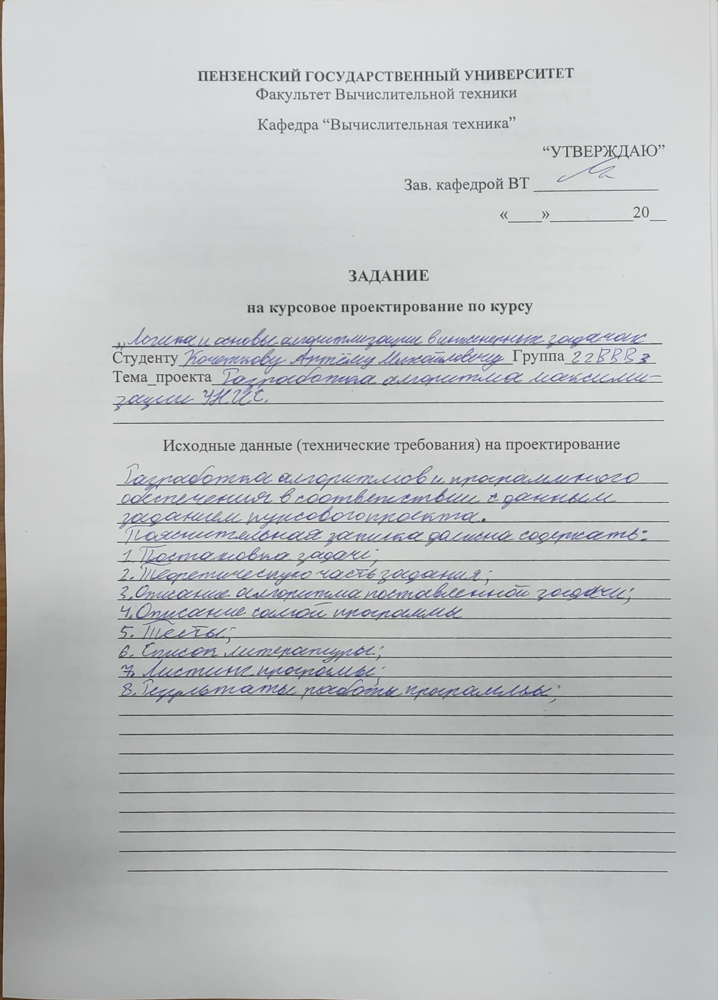 ПЕНЗЕНСКИЙ ГОСУДАРСТВЕННЫЙ УНИВЕРСИТЕТ
Факультет Вычислительной техники
Кафедра “Вычислительная техника”
“УТВЕРЖДАЮ”
Зав. кафедрой ВТ _______________
«____»__________20__
ЗАДАНИЕ
на курсовое проектирование по курсу
„Логика и основы алгоритмизации в инженерных задачах
Студенту Кочеткову Артёму Михайловичу Группа 22ВВВ3
Тема_проекта Разработка алгоритма максими-
зации
Исходные данные (технические требования) на проектирование
Разработка алгоритмов и программного
обеспечения в соответствии с данным
заданием курсового проекта.
Пояснительная записка должна содержать:
1. Постановка задачи;
2. Теоретическую часть задания;
3. Описание алгоритма поставленной задачи;
4. Описание самой программы
5. Тесты;
6. Список литературы;
7. Листинг программы;
8. Результаты работы программы;